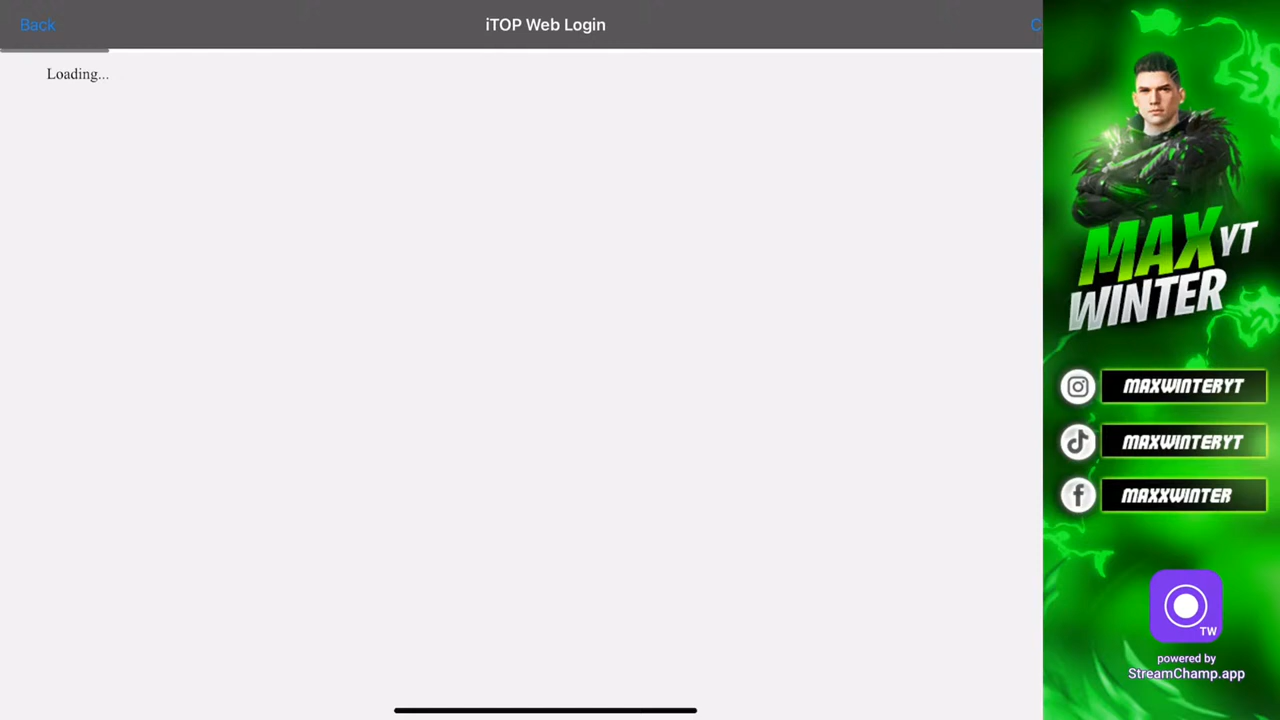 Back
iTOP Web Login
C
Loading...
MAX YT
WINTER
MAXWINTERYT
MAXWINTERYT
MAXXWINTER
TW
powered by
StreamChamp.app